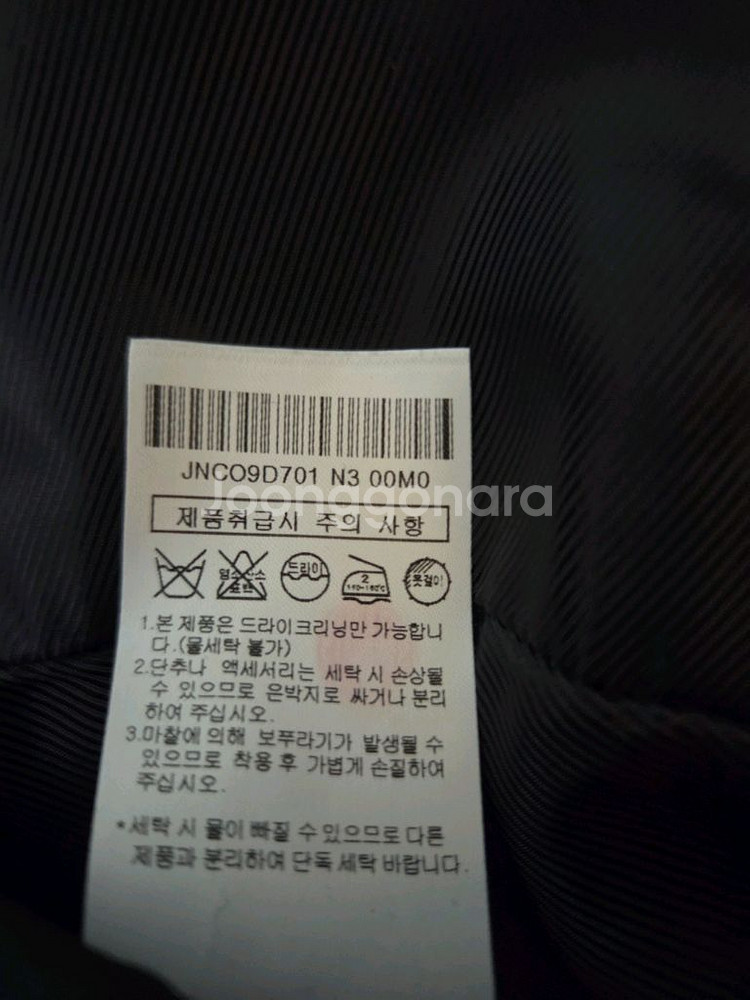 JNCO9D701 N3 00M0
Joonggonara
제품취급시 주의 사항
염소산소
표백
드라이
2
140~160℃
옷걸이
1.본 제품은 드라이크리닝만 가능합니
다.(물세탁 불가)
2.단추나 액세서리는 세탁 시 손상될
수 있으므로 은박지로 싸거나 분리
하여 주십시오.
3.마찰에 의해 보푸라기가 발생될 수
있으므로 착용 후 가볍게 손질하여
주십시오.
*세탁 시 물이 빠질 수 있으므로 다른
제품과 분리하여 단독 세탁 바랍니다.